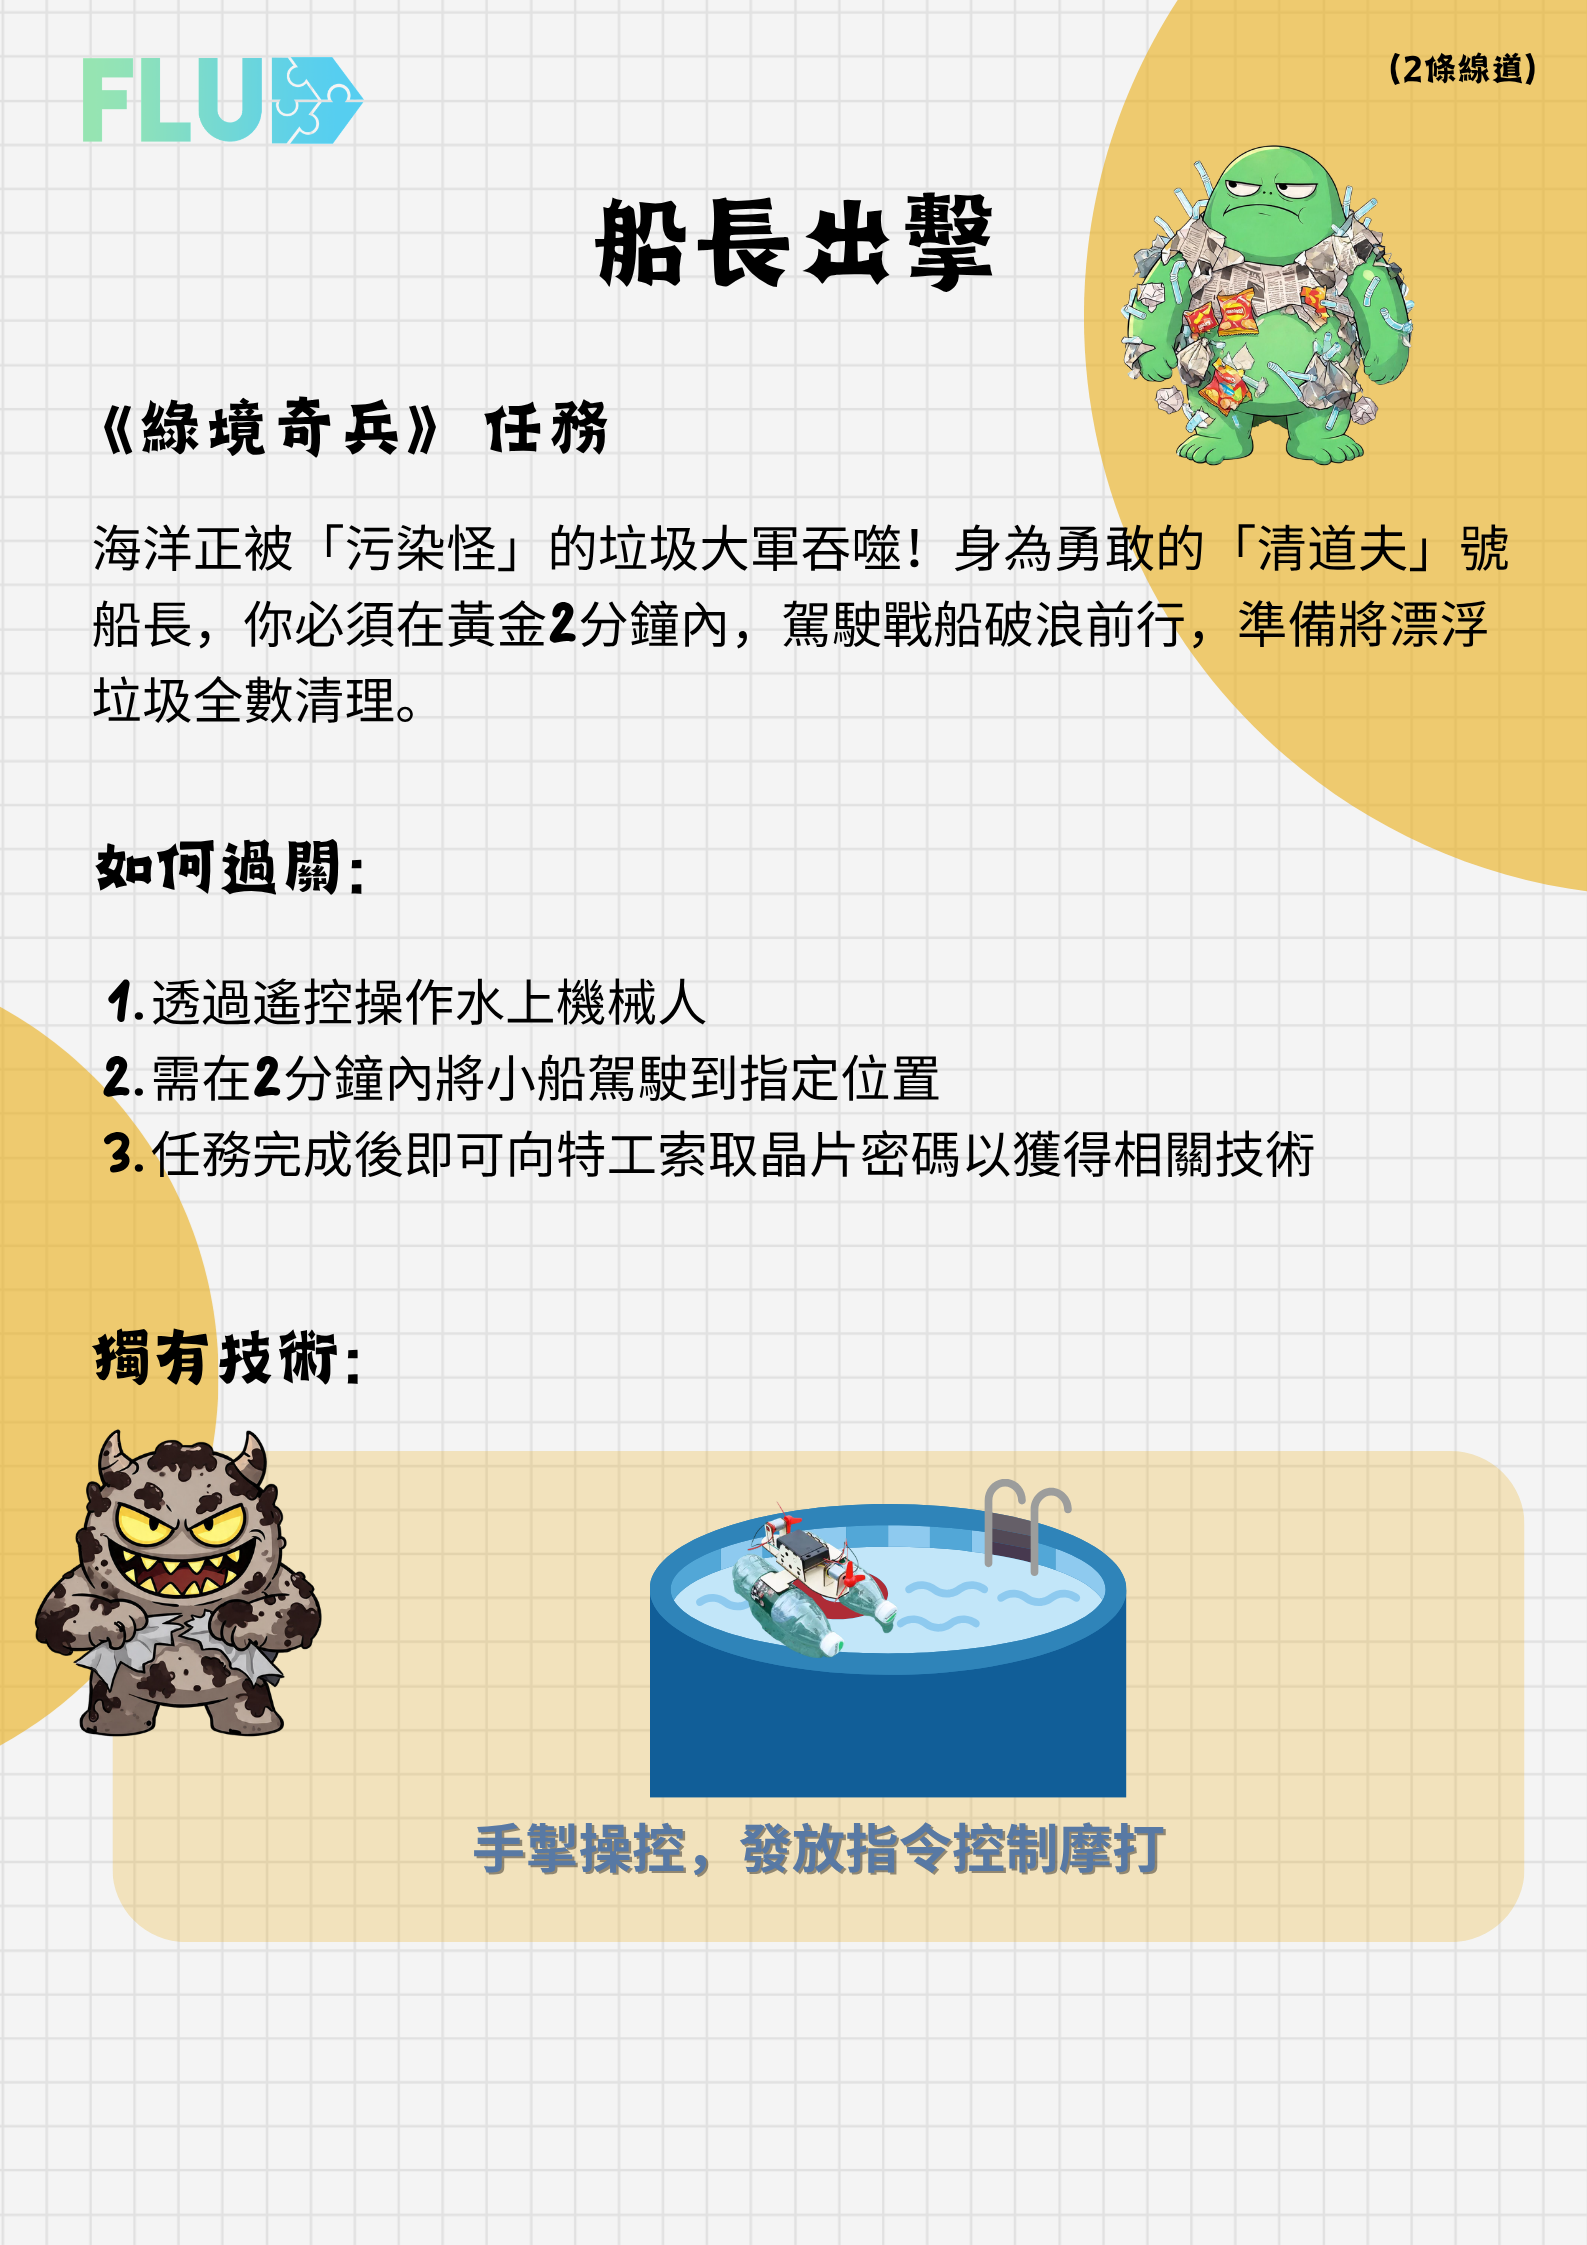 FLUD
(2條線道)
船長出擊
《綠境奇兵》 任務
海洋正被「污染怪」的垃圾大軍吞噬！身為勇敢的「清道夫」號
船長，你必須在黃金2分鐘內，駕駛戰船破浪前行，準備將漂浮
垃圾全數清理。
如何過關：
1.透過遙控操作水上機械人
2.需在2分鐘內將小船駕駛到指定位置
3.任務完成後即可向特工索取晶片密碼以獲得相關技術
獨有技術：
手掣操控，發放指令控制摩打